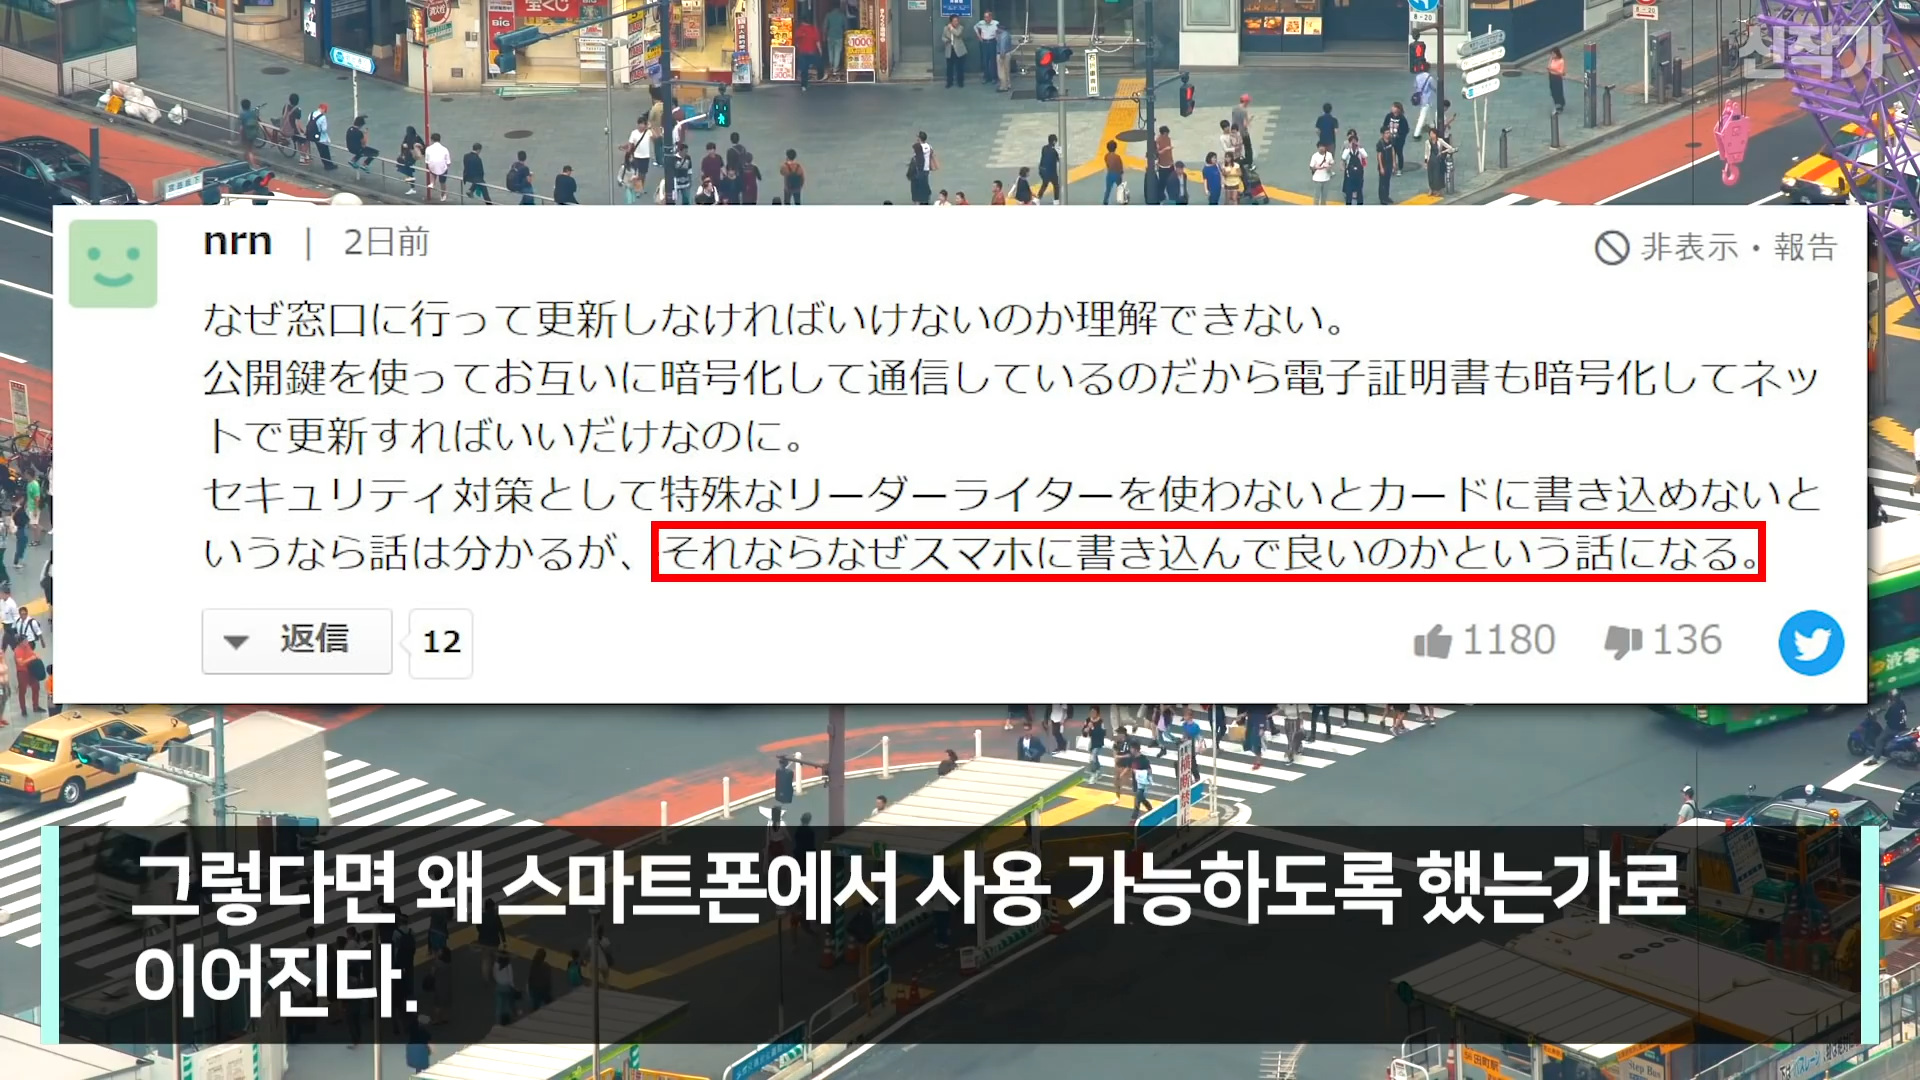 신작가
nrn | 2日前
非表示・報告
なぜ窓口に行って更新しなければいけないのか理解できない。
公開鍵を使ってお互いに暗号化して通信しているのだから電子証明書も暗号化してネッ
トで更新すればいいだけなのに。
セキュリティ対策として特殊なリーダーライターを使わないとカードに書き込めないと
いうなら話は分かるが、それならなぜスマホに書き込んで良いのかという話になる。
返信 12
1180 136
그렇다면 왜 스마트폰에서 사용 가능하도록 했는가로
이어진다.